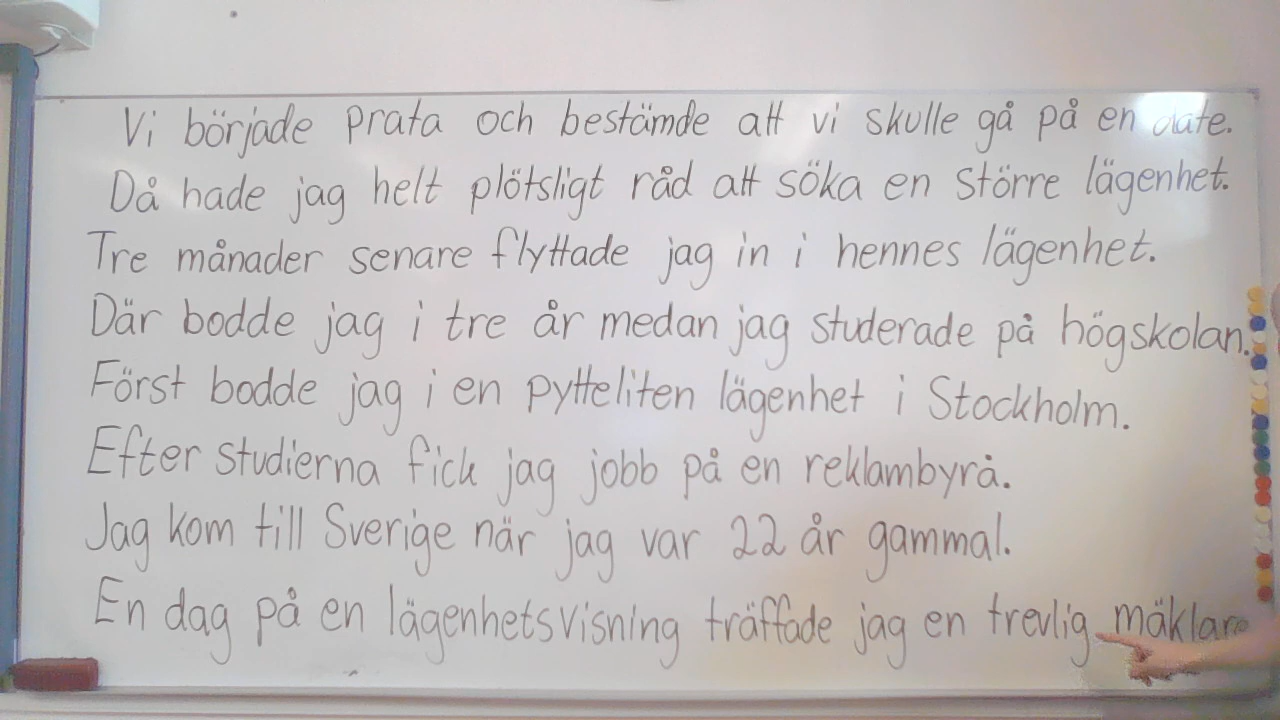 Vi började prata och bestämde att vi skulle gå på en date.
Då hade jag helt plötsligt råd att söka en större lägenhet.
Tre månader senare flyttade jag in i hennes lägenhet.
Där bodde jag i tre år medan jag studerade på högskolan.
Först bodde jag i en pytteliten lägenhet i Stockholm.
Efter studierna fick jag jobb på en reklambyrå.
Jag kom till Sverige när jag var 22 år gammal.
En dag på en lägenhetsvisning träffade jag en trevlig mäklare